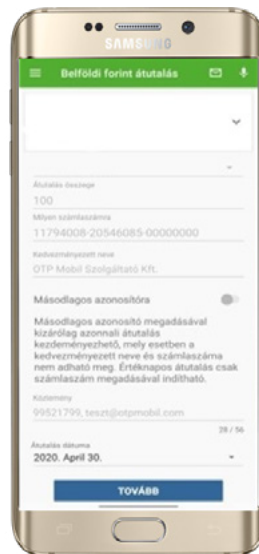 SAMSUNG
Belföldi forint átutalás
Átutalás összege
100
Milyen számlaszámra
11794008-20546085-00000000
Kedvezményezett neve
OTP Mobil Szolgáltató Kft.
Másodlagos azonosítóra
Másodlagos azonosító megadásával
kizárólag azonnali átutalás
kezdeményezhető, mely esetben a
kedvezményezett neve és számlaszáma
nem adható meg. Értéknapos átutalás csak
számlaszám megadásával indítható.
Közlemény
99521799, teszt@otpmobil.com
28 / 56
Átutalás dátuma
2020. April 30.
TOVÁBB